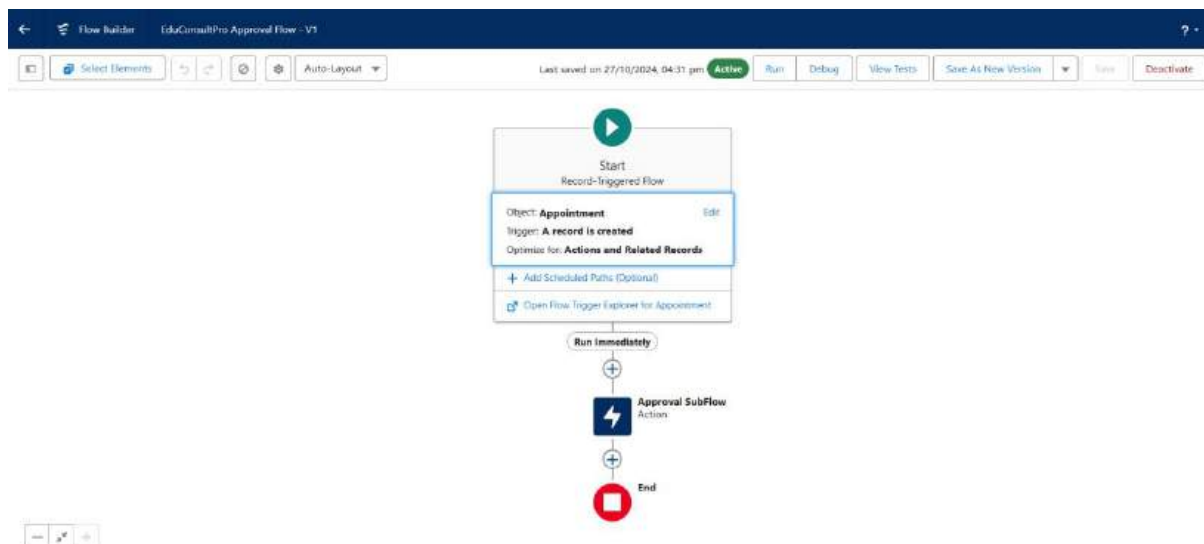 Flow Builder EduConsultPro Approval Flow - V1 ?
Select Elements Auto-Layout Last saved on 27/10/2024, 04:31 pm Active Run Debug View Tests Save As New Version Save Deactivate
Start
Record-Triggered Flow
Object: Appointment Edit
Trigger: A record is created
Optimize for: Actions and Related Records
+ Add Scheduled Paths (Optional)
Open Flow Trigger Explorer for Appointment
Run Immediately
Approval SubFlow
Action
End